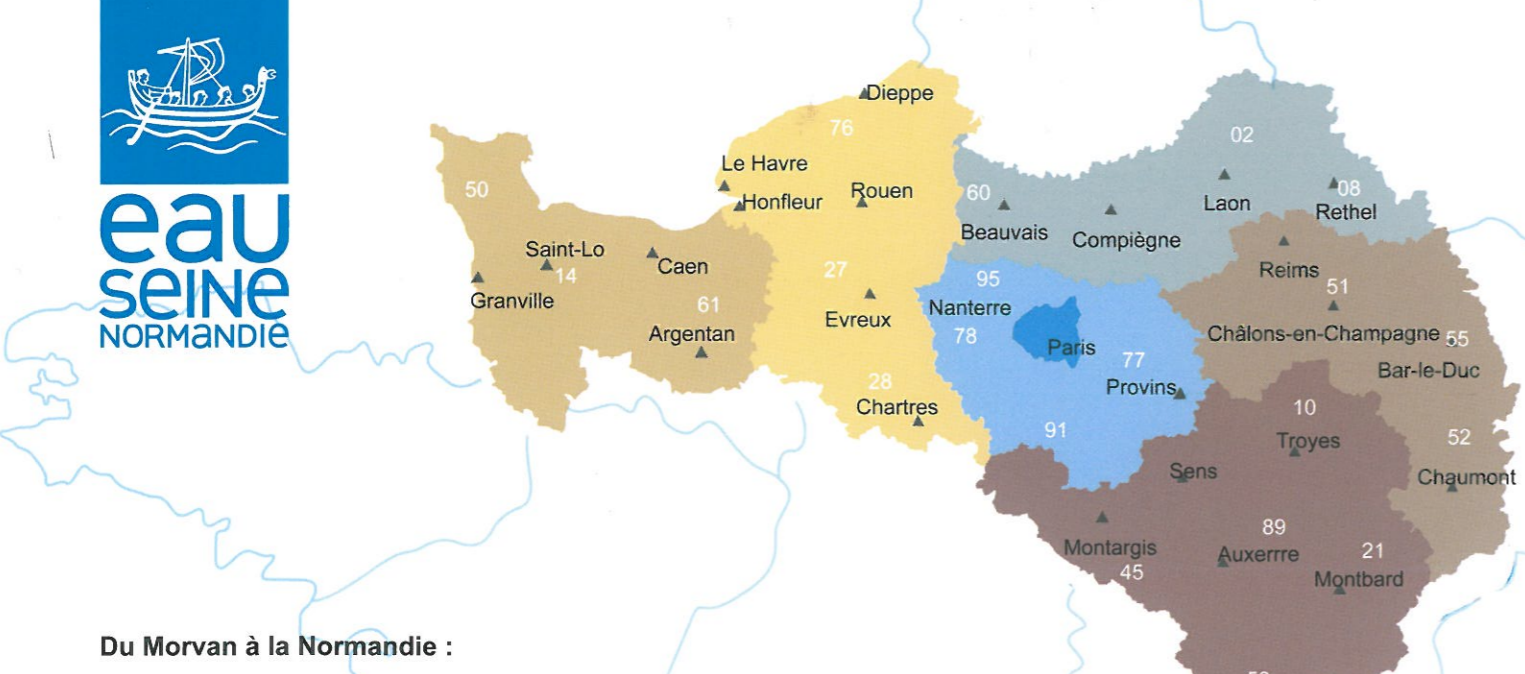 eau
SEINE
NORMANDIE
Dieppe
76
02
Le Havre
50
60
Rouen
08
Honfleur
Laon
Rethel
Beauvais
Compiègne
Saint-Lo
14
Caen
Granville
27
95
Reims
51
61
Nanterre
Evreux
Argentan
78
Paris
Châlons-en-Champagne
55
77
Bar-le-Duc
28
Provins
Chartres
10
91
Troyes
52
Sens
Chaumont
89
Montargis
Auxerrre
21
45
Montbard
Du Morvan à la Normandie :